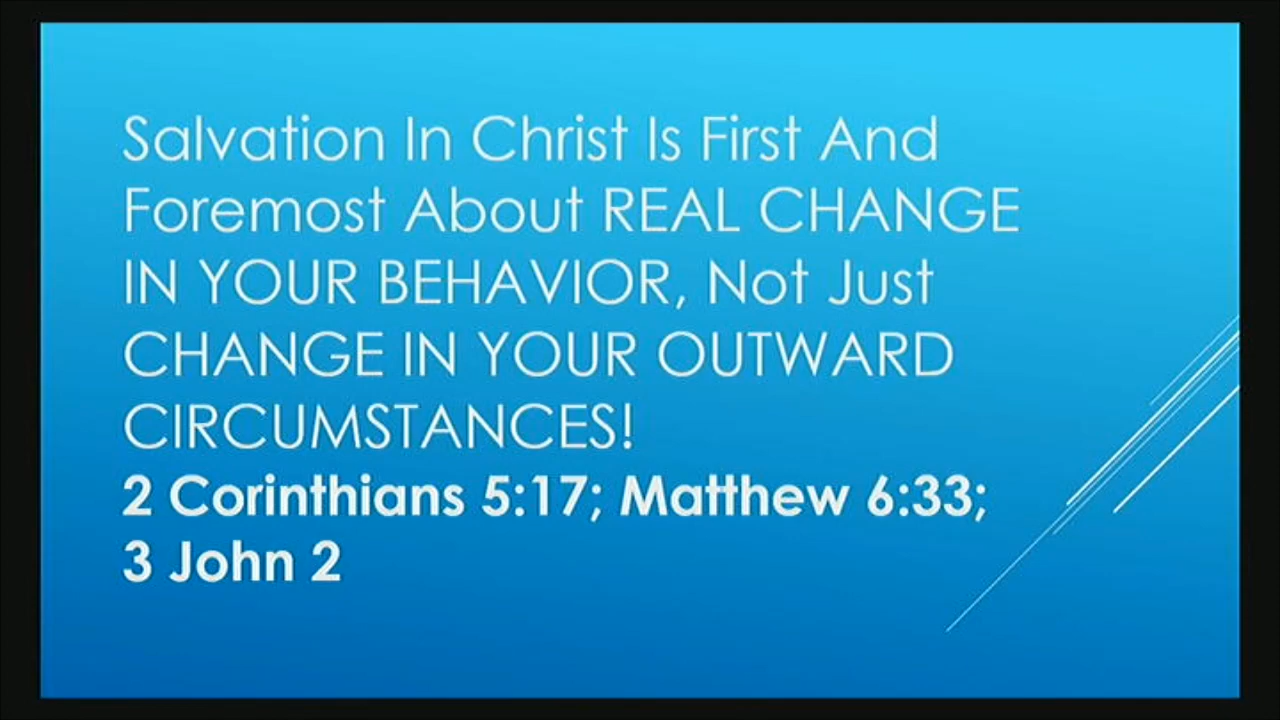 Salvation In Christ Is First And
Foremost About REAL CHANGE
IN YOUR BEHAVIOR, Not Just
CHANGE IN YOUR OUTWARD
CIRCUMSTANCES!
2 Corinthians 5:17; Matthew 6:33;
3 John 2